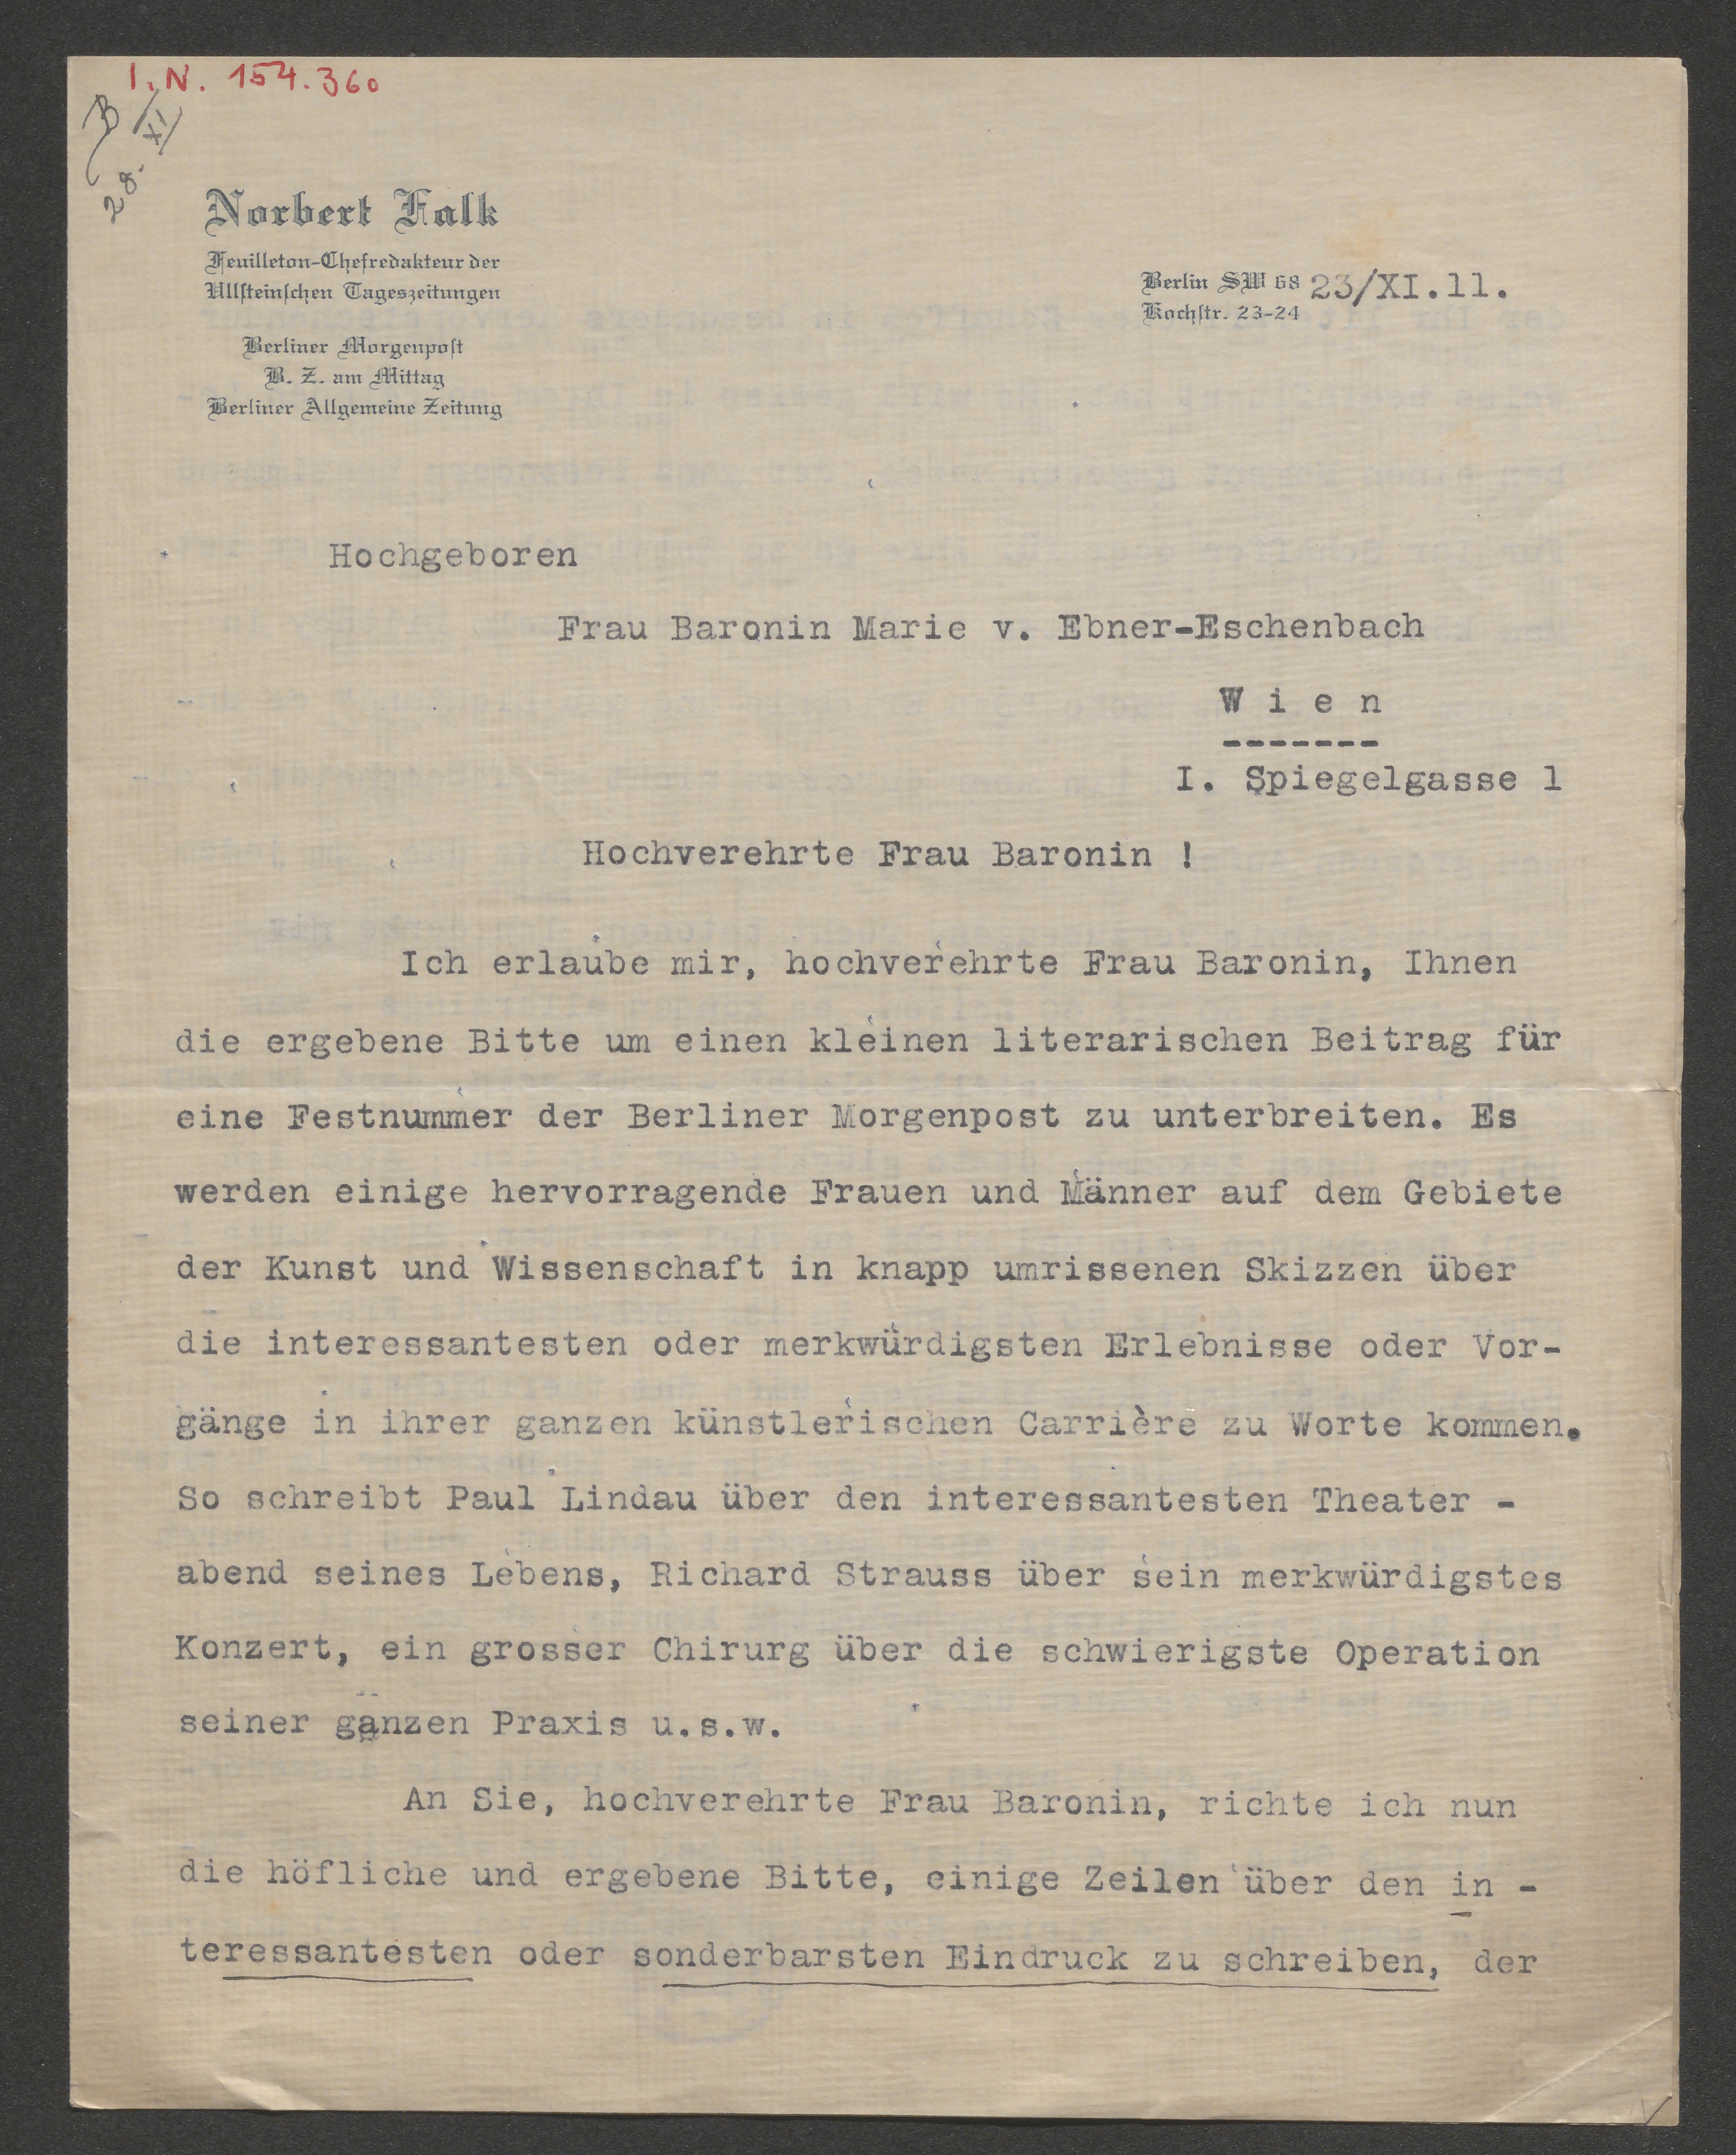 I.N. 154.360
B
28. XI
Norbert Falk
Feuilleton-Chefredakteur der
Ullsteinschen Tageszeitungen
Berliner Morgenpost
B. Z. am Mittag
Berliner Allgemeine Zeitung
Berlin SW 68 23/XI.11.
Kochstr. 23-24
Hochgeboren
Frau Baronin Marie v. Ebner-Eschenbach
W i e n
-------
I. Spiegelgasse 1
Hochverehrte Frau Baronin !
Ich erlaube mir, hochverehrte Frau Baronin, Ihnen
die ergebene Bitte um einen kleinen literarischen Beitrag für
eine Festnummer der Berliner Morgenpost zu unterbreiten. Es
werden einige hervorragende Frauen und Männer auf dem Gebiete
der Kunst und Wissenschaft in knapp umrissenen Skizzen über
die interessantesten oder merkwürdigsten Erlebnisse oder Vor-
gänge in ihrer ganzen künstlerischen Carrière zu Worte kommen.
So schreibt Paul Lindau über den interessantesten Theater -
abend seines Lebens, Richard Strauss über sein merkwürdigstes
Konzert, ein grosser Chirurg über die schwierigste Operation
seiner ganzen Praxis u.s.w.
An Sie, hochverehrte Frau Baronin, richte ich nun
die höfliche und ergebene Bitte, einige Zeilen über den in -
teressantesten oder sonderbarsten Eindruck zu schreiben, der